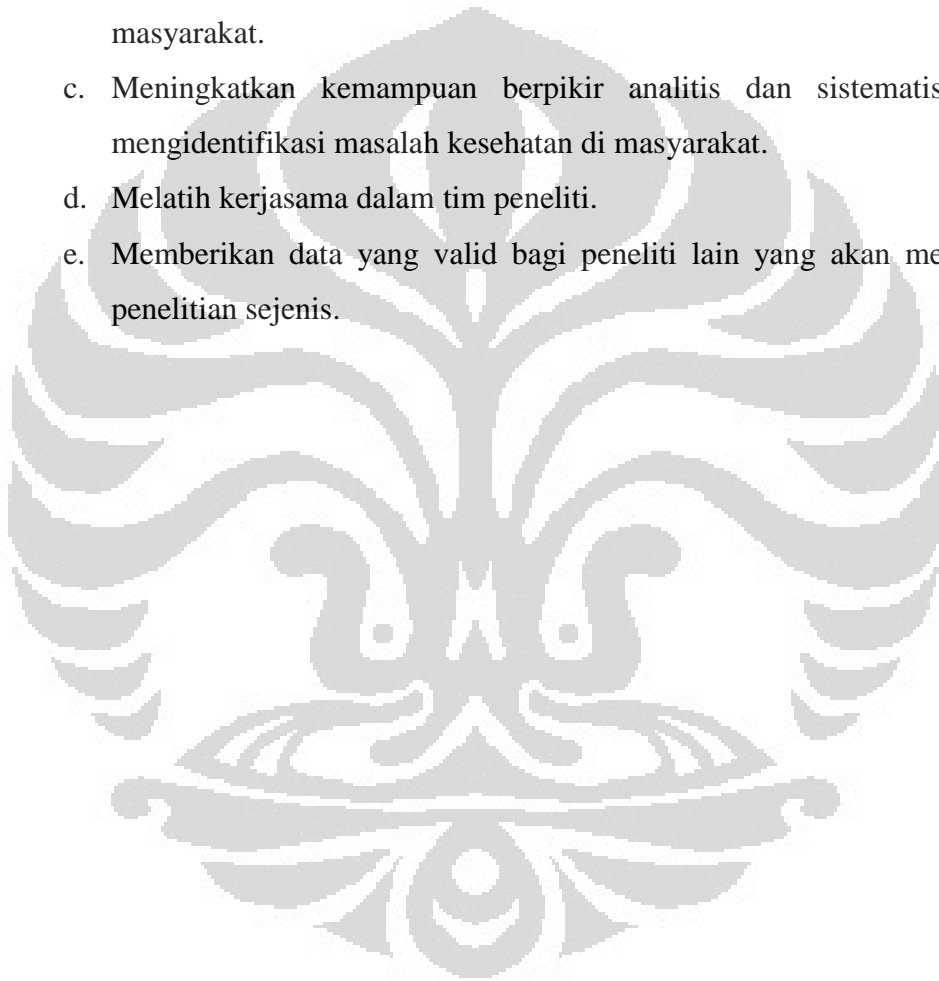 masyarakat.
c. Meningkatkan kemampuan berpikir analitis dan sistematis
mengidentifikasi masalah kesehatan di masyarakat.
d. Melatih kerjasama dalam tim peneliti.
e. Memberikan data yang valid bagi peneliti lain yang akan me
penelitian sejenis.